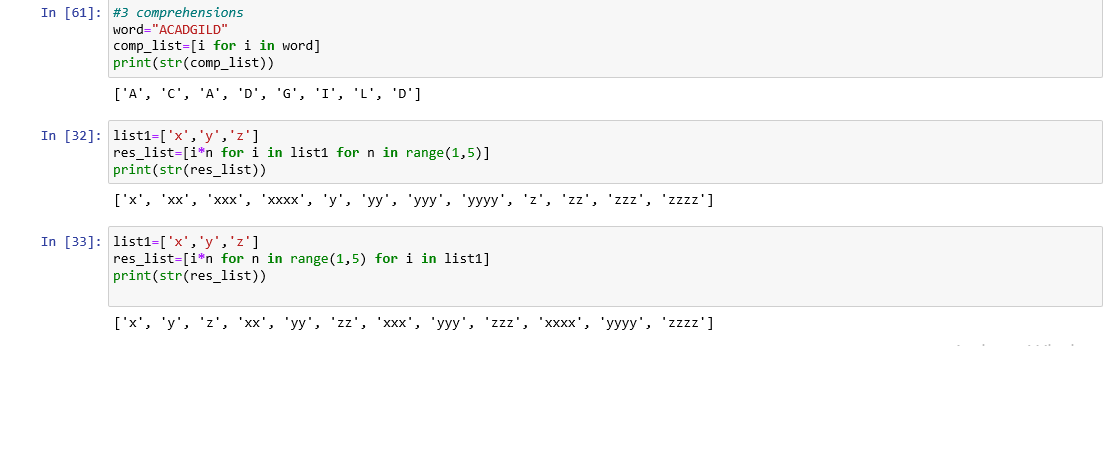 In [61]: #3 comprehensions
word="ACADGILD"
comp_list=[i for i in word]
print(str(comp_list))
['A', 'C', 'A', 'D', 'G', 'I', 'L', 'D']
In [32]: list1=['x','y','z']
res_list=[i*n for i in list1 for n in range(1,5)]
print(str(res_list))
['x', 'xx', 'xxx', 'xxxx', 'y', 'yy', 'yyy', 'yyyy', 'z', 'zz', 'zzz', 'zzzz']
In [33]: list1=['x','y','z']
res_list=[i*n for n in range(1,5) for i in list1]
print(str(res_list))
['x', 'y', 'z', 'xx', 'yy', 'zz', 'xxx', 'yyy', 'zzz', 'xxxx', 'yyyy', 'zzzz']